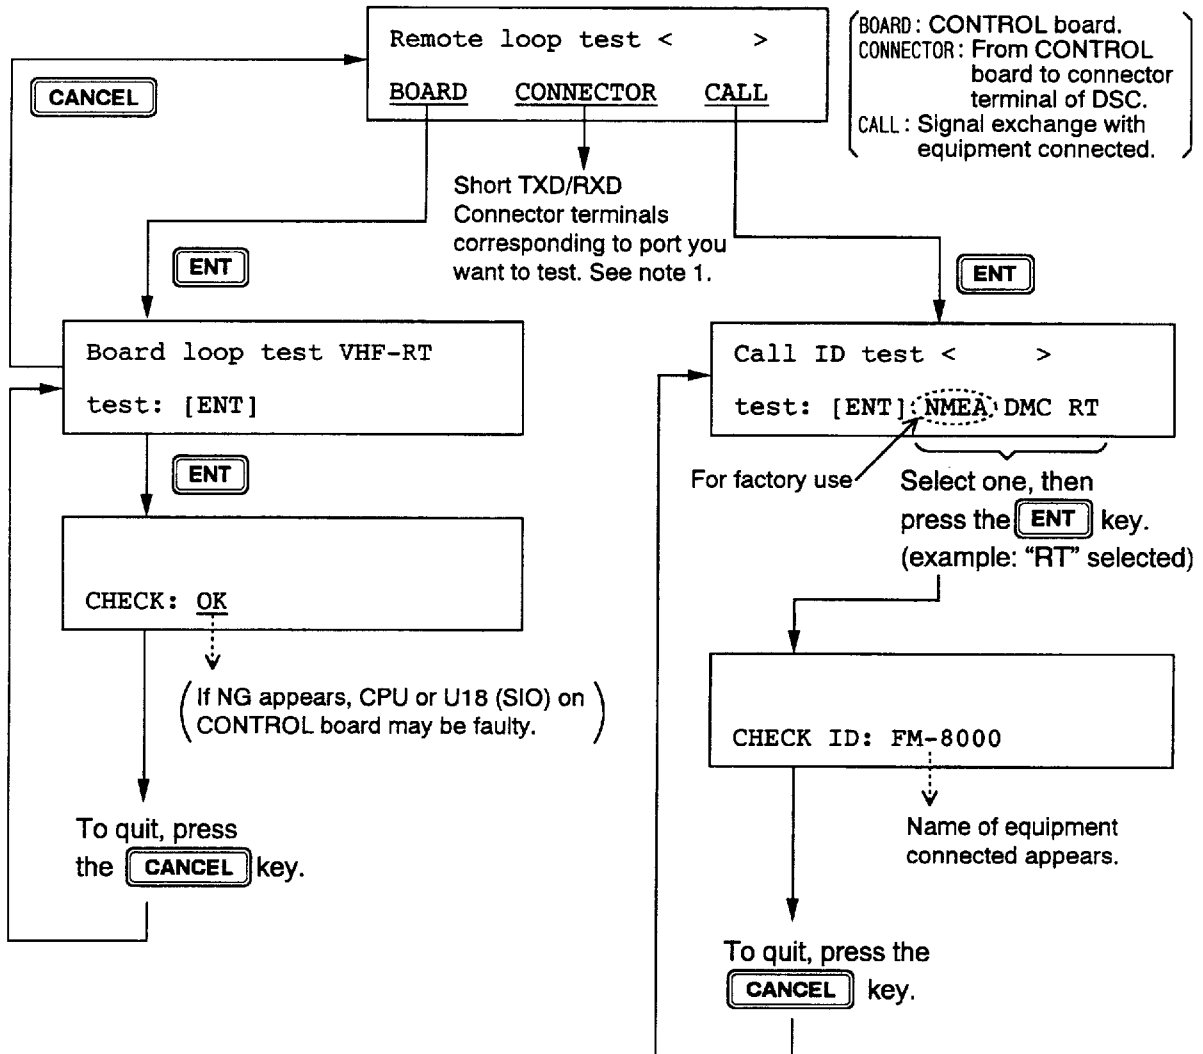 Remote loop test < >
BOARD CONNECTOR CALL
BOARD: CONTROL board.
CONNECTOR: From CONTROL
board to connector
terminal of DSC.
CALL: Signal exchange with
equipment connected.
CANCEL
Short TXD/RXD
Connector terminals
corresponding to port you
want to test. See note 1.
ENT
Board loop test VHF-RT
test: [ENT]
ENT
CHECK: OK
(If NG appears, CPU or U18 (SIO) on
CONTROL board may be faulty.)
To quit, press
the CANCEL key.
ENT
Call ID test < >
test: [ENT] NMEA DMC RT
For factory use
Select one, then
press the ENT key.
(example: “RT” selected)
CHECK ID: FM-8000
Name of equipment
connected appears.
To quit, press the
CANCEL key.